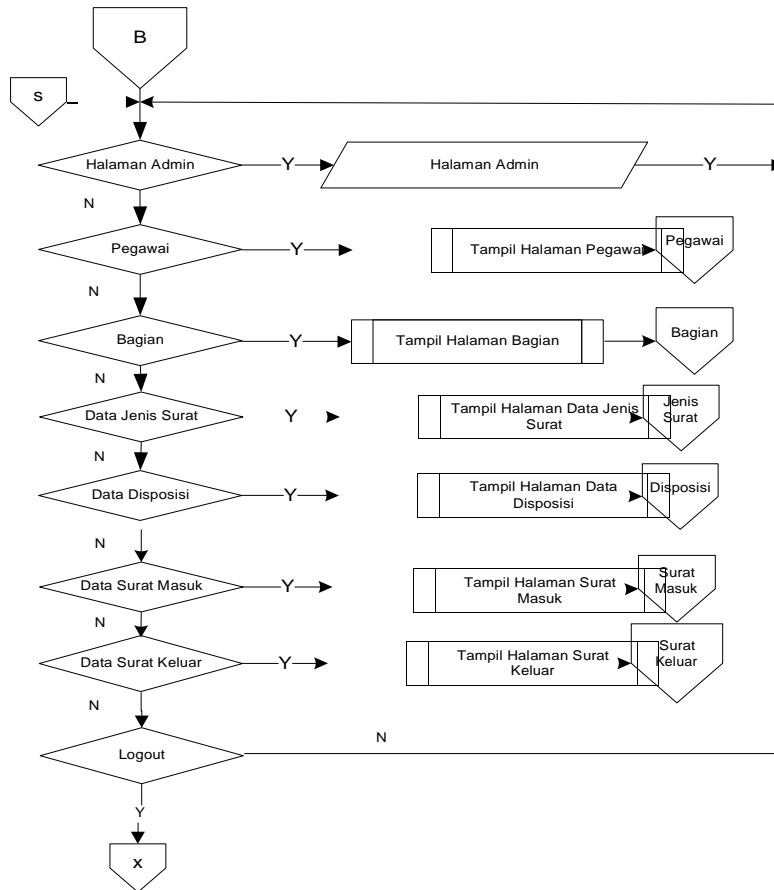 B
s
Halaman Admin
Y
Halaman Admin
Y
N
Pegawai
Y
Tampil Halaman Pegawai
Pegawai
N
Bagian
Y
Tampil Halaman Bagian
Bagian
N
Data Jenis Surat
Y
Tampil Halaman Data Jenis
Surat
Jenis
Surat
N
Data Disposisi
Y
Tampil Halaman Data
Disposisi
Disposisi
N
Data Surat Masuk
Y
Tampil Halaman Surat
Masuk
Surat
Masuk
N
Data Surat Keluar
Y
Tampil Halaman Surat
Keluar
Surat
Keluar
N
Logout
N
Y
x